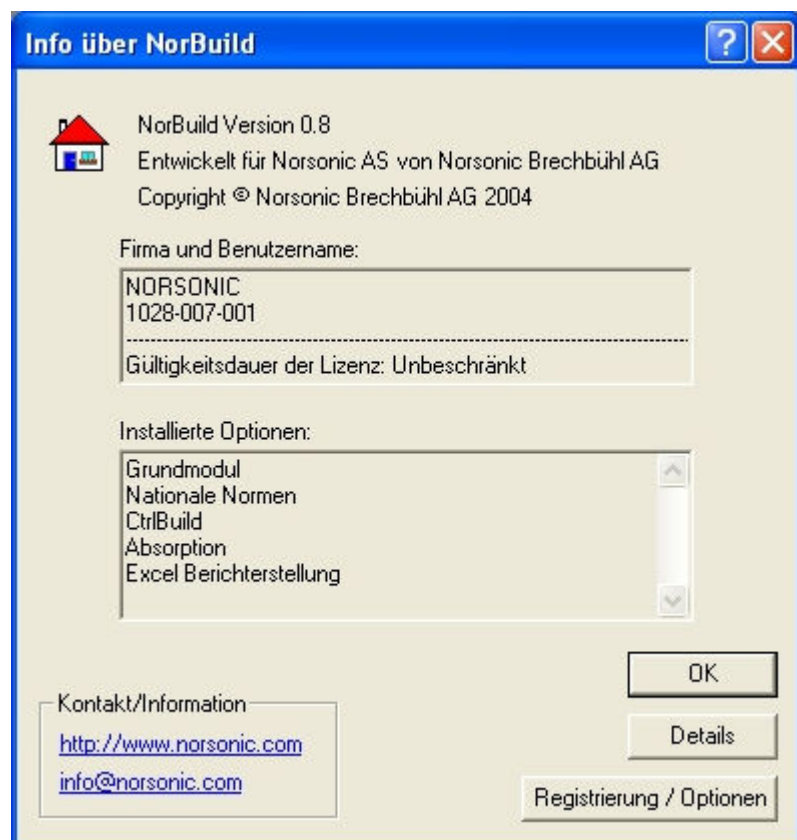 Info über NorBuild
NorBuild Version 0.8
Entwickelt für Norsonic AS von Norsonic Brechbühl AG
Copyright © Norsonic Brechbühl AG 2004
Firma und Benutzername:
NORSONIC
1028-007-001
Gültigkeitsdauer der Lizenz: Unbeschränkt
Installierte Optionen:
Grundmodul
Nationale Normen
CtrlBuild
Absorption
Excel Berichterstellung
OK
Kontakt/Information
http://www.norsonic.com
Details
info@norsonic.com
Registrierung / Optionen